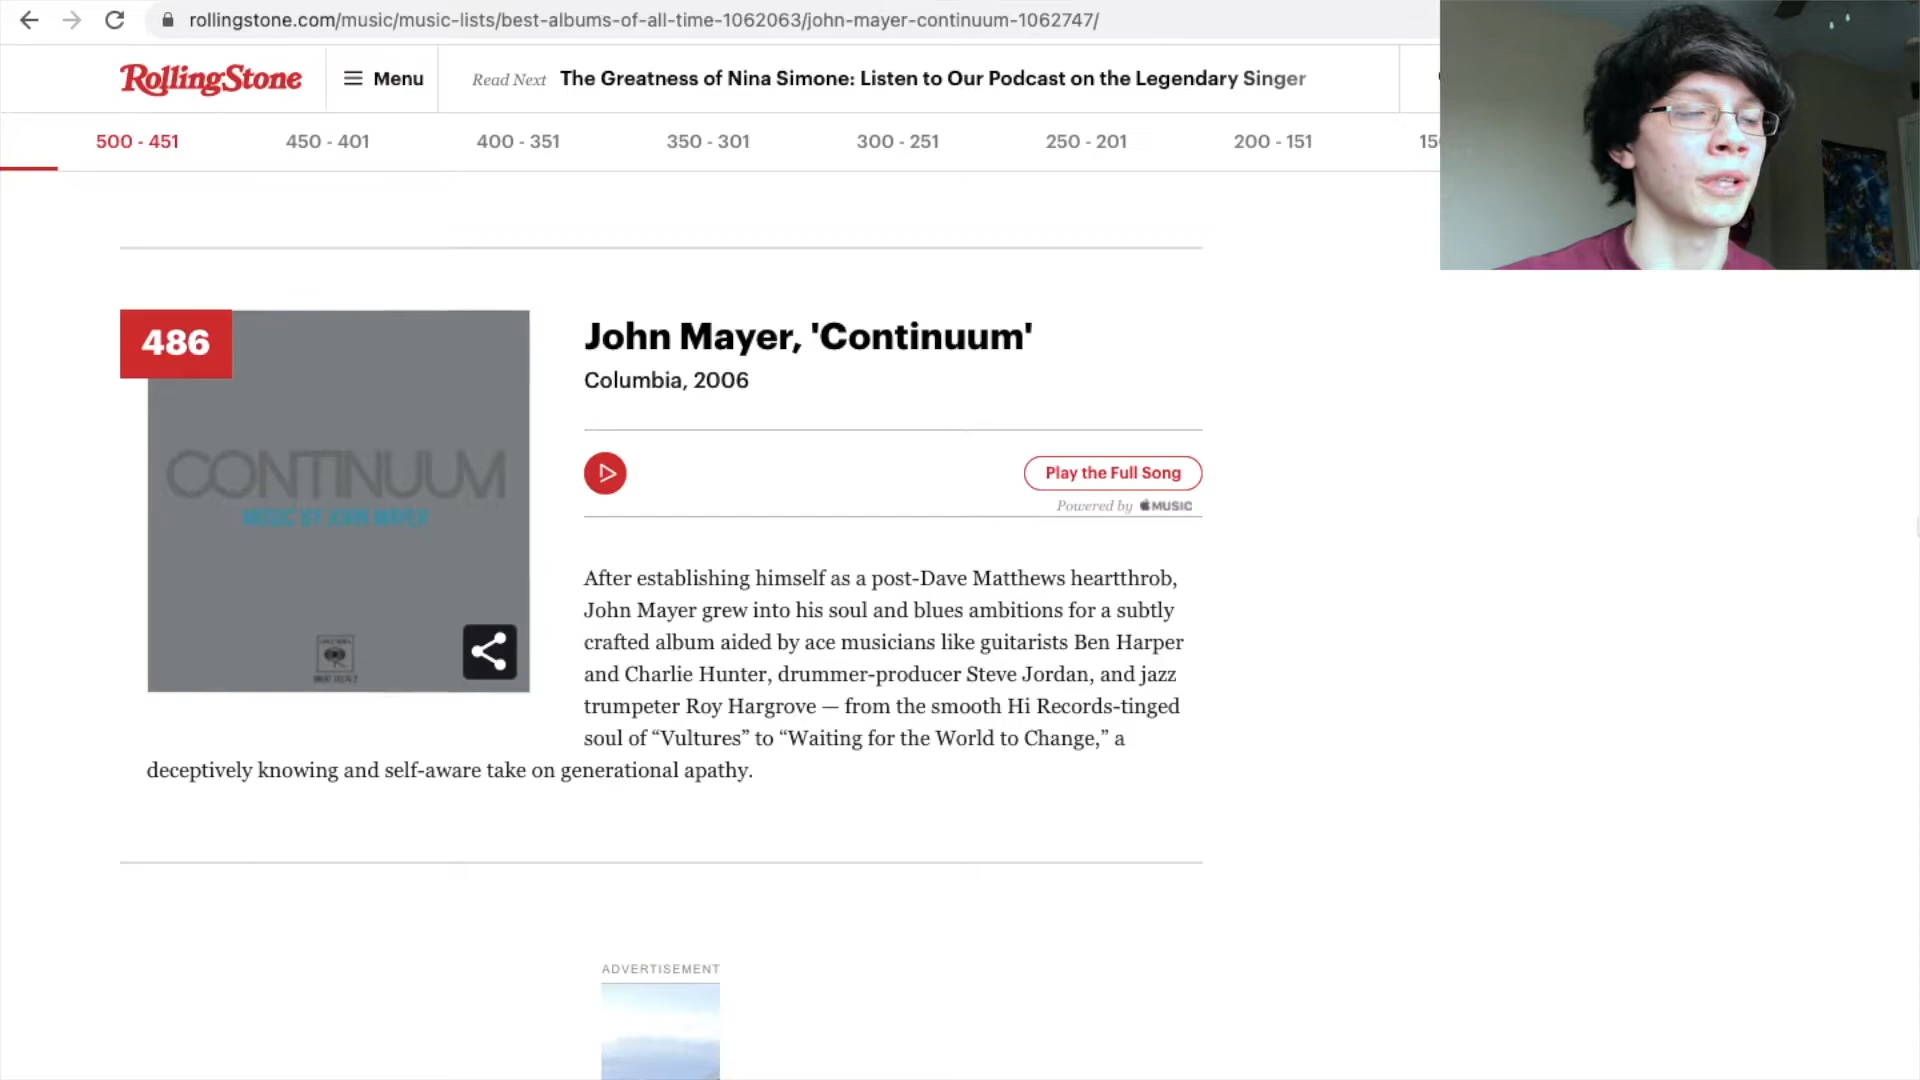 rollingstone.com/music/music-lists/best-albums-of-all-time-1062063/john-mayer-continuum-1062747/
RollingStone
Menu
Read Next The Greatness of Nina Simone: Listen to Our Podcast on the Legendary Singer
500 - 451 450 - 401 400 - 351 350 - 301 300 - 251 250 - 201 200 - 151 15
486
CONTINUUM
MUSIC BY JOHN MAYER
John Mayer, 'Continuum'
Columbia, 2006
Play the Full Song
Powered by MUSIC
After establishing himself as a post-Dave Matthews heartthrob,
John Mayer grew into his soul and blues ambitions for a subtly
crafted album aided by ace musicians like guitarists Ben Harper
and Charlie Hunter, drummer-producer Steve Jordan, and jazz
trumpeter Roy Hargrove — from the smooth Hi Records-tinged
soul of “Vultures” to “Waiting for the World to Change,” a
deceptively knowing and self-aware take on generational apathy.
ADVERTISEMENT